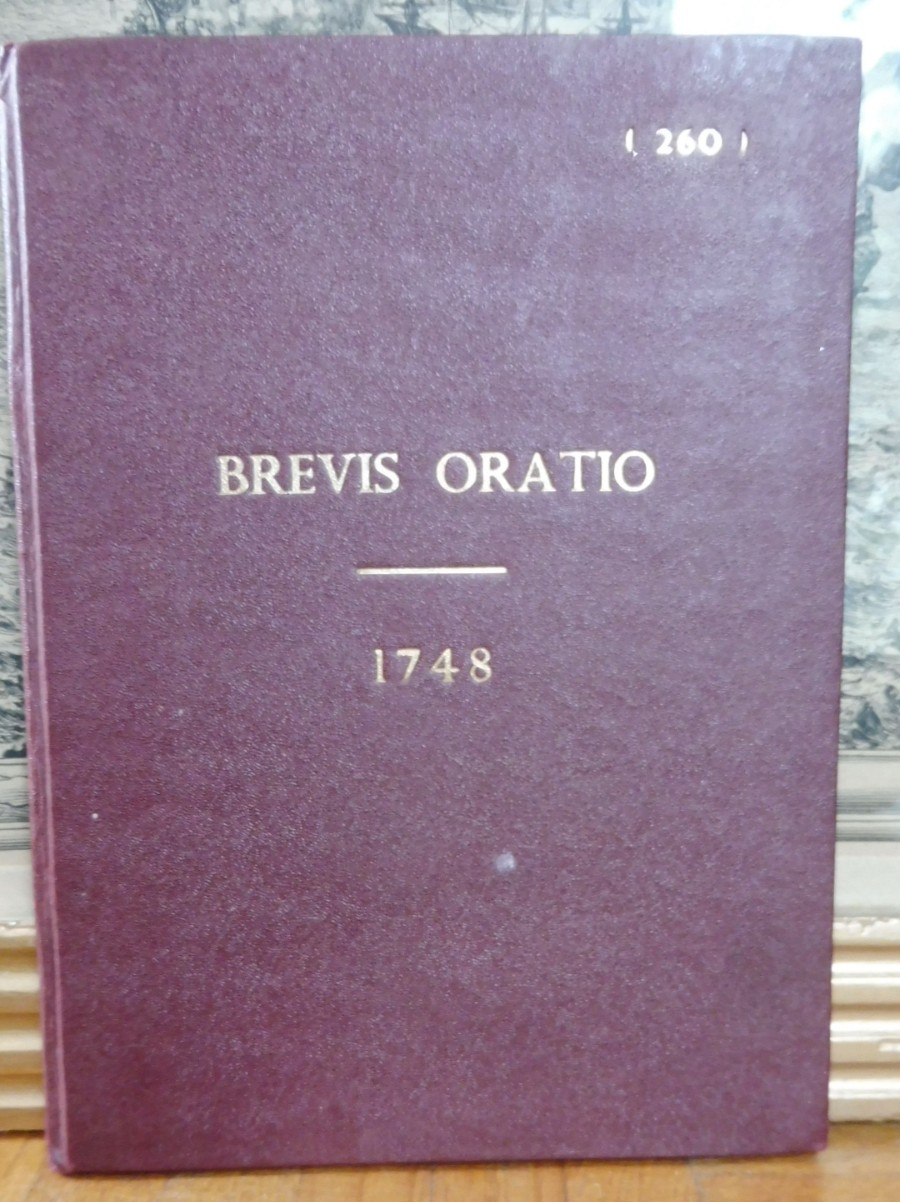 ( 260 )
BREVIS ORATIO
1748